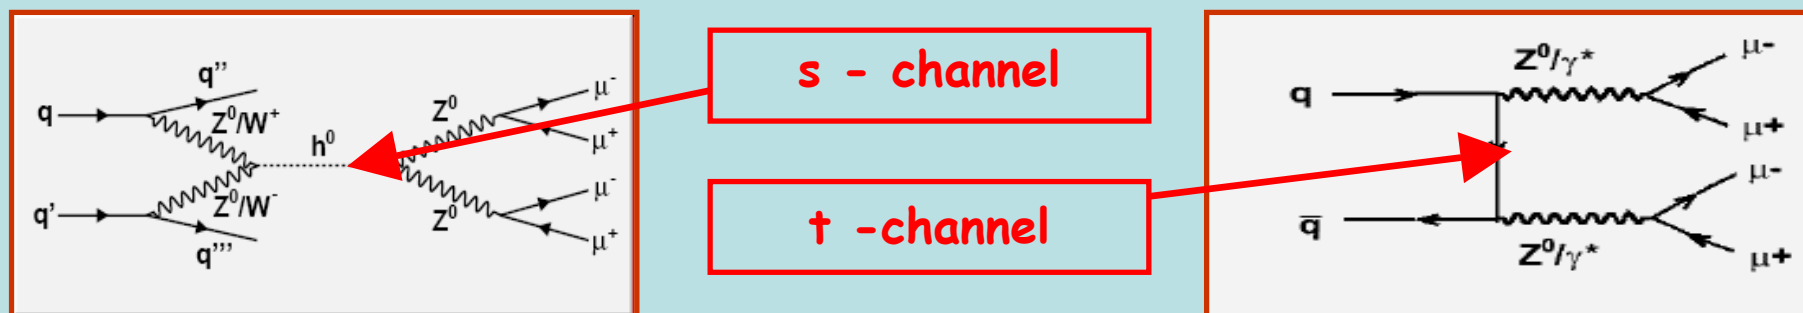 q''
q
Z⁰/W⁺
h⁰
q'
Z⁰/W⁻
q'''
Z⁰
μ⁻
μ⁺
μ⁻
Z⁰
μ⁺
s - channel
t -channel
Z⁰/γ*
μ-
q
μ+
μ-
q̅
Z⁰/γ*
μ+